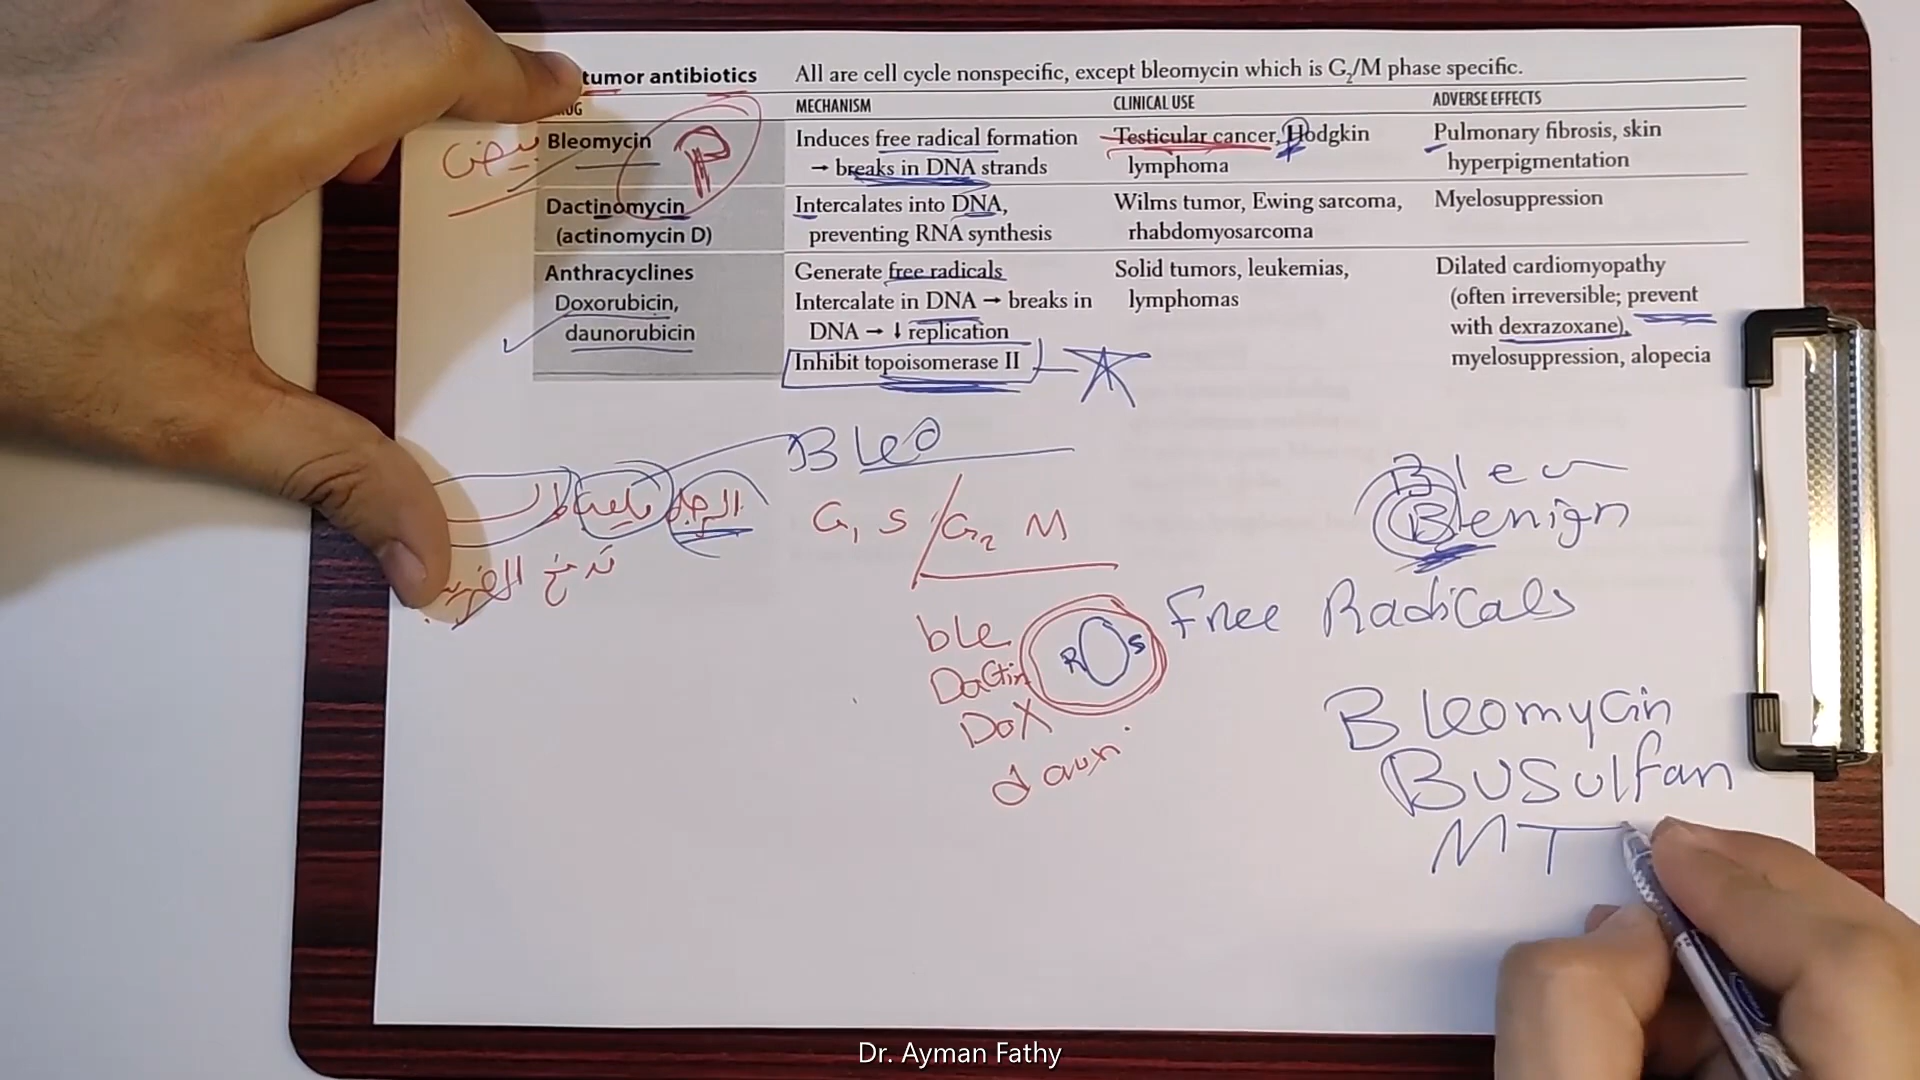 tumor antibiotics All are cell cycle nonspecific, except bleomycin which is G2/M phase specific.
MECHANISM CLINICAL USE ADVERSE EFFECTS
Bleomycin
Induces free radical formation
→ breaks in DNA strands
Testicular cancer, Hodgkin
lymphoma
Pulmonary fibrosis, skin
hyperpigmentation
Dactinomycin
(actinomycin D)
Intercalates into DNA,
preventing RNA synthesis
Wilms tumor, Ewing sarcoma,
rhabdomyosarcoma
Myelosuppression
Anthracyclines
Doxorubicin,
daunorubicin
Generate free radicals
Intercalate in DNA → breaks in
DNA → ↓ replication
Inhibit topoisomerase II
Solid tumors, leukemias,
lymphomas
Dilated cardiomyopathy
(often irreversible; prevent
with dexrazoxane),
myelosuppression, alopecia
بيض
P
Bleo
G1 S / G2 M
ble
Dactin
DOX
daun
ROS
Benign
Free Radicals
Bleomycin
Busulfan
MT
Dr. Ayman Fathy